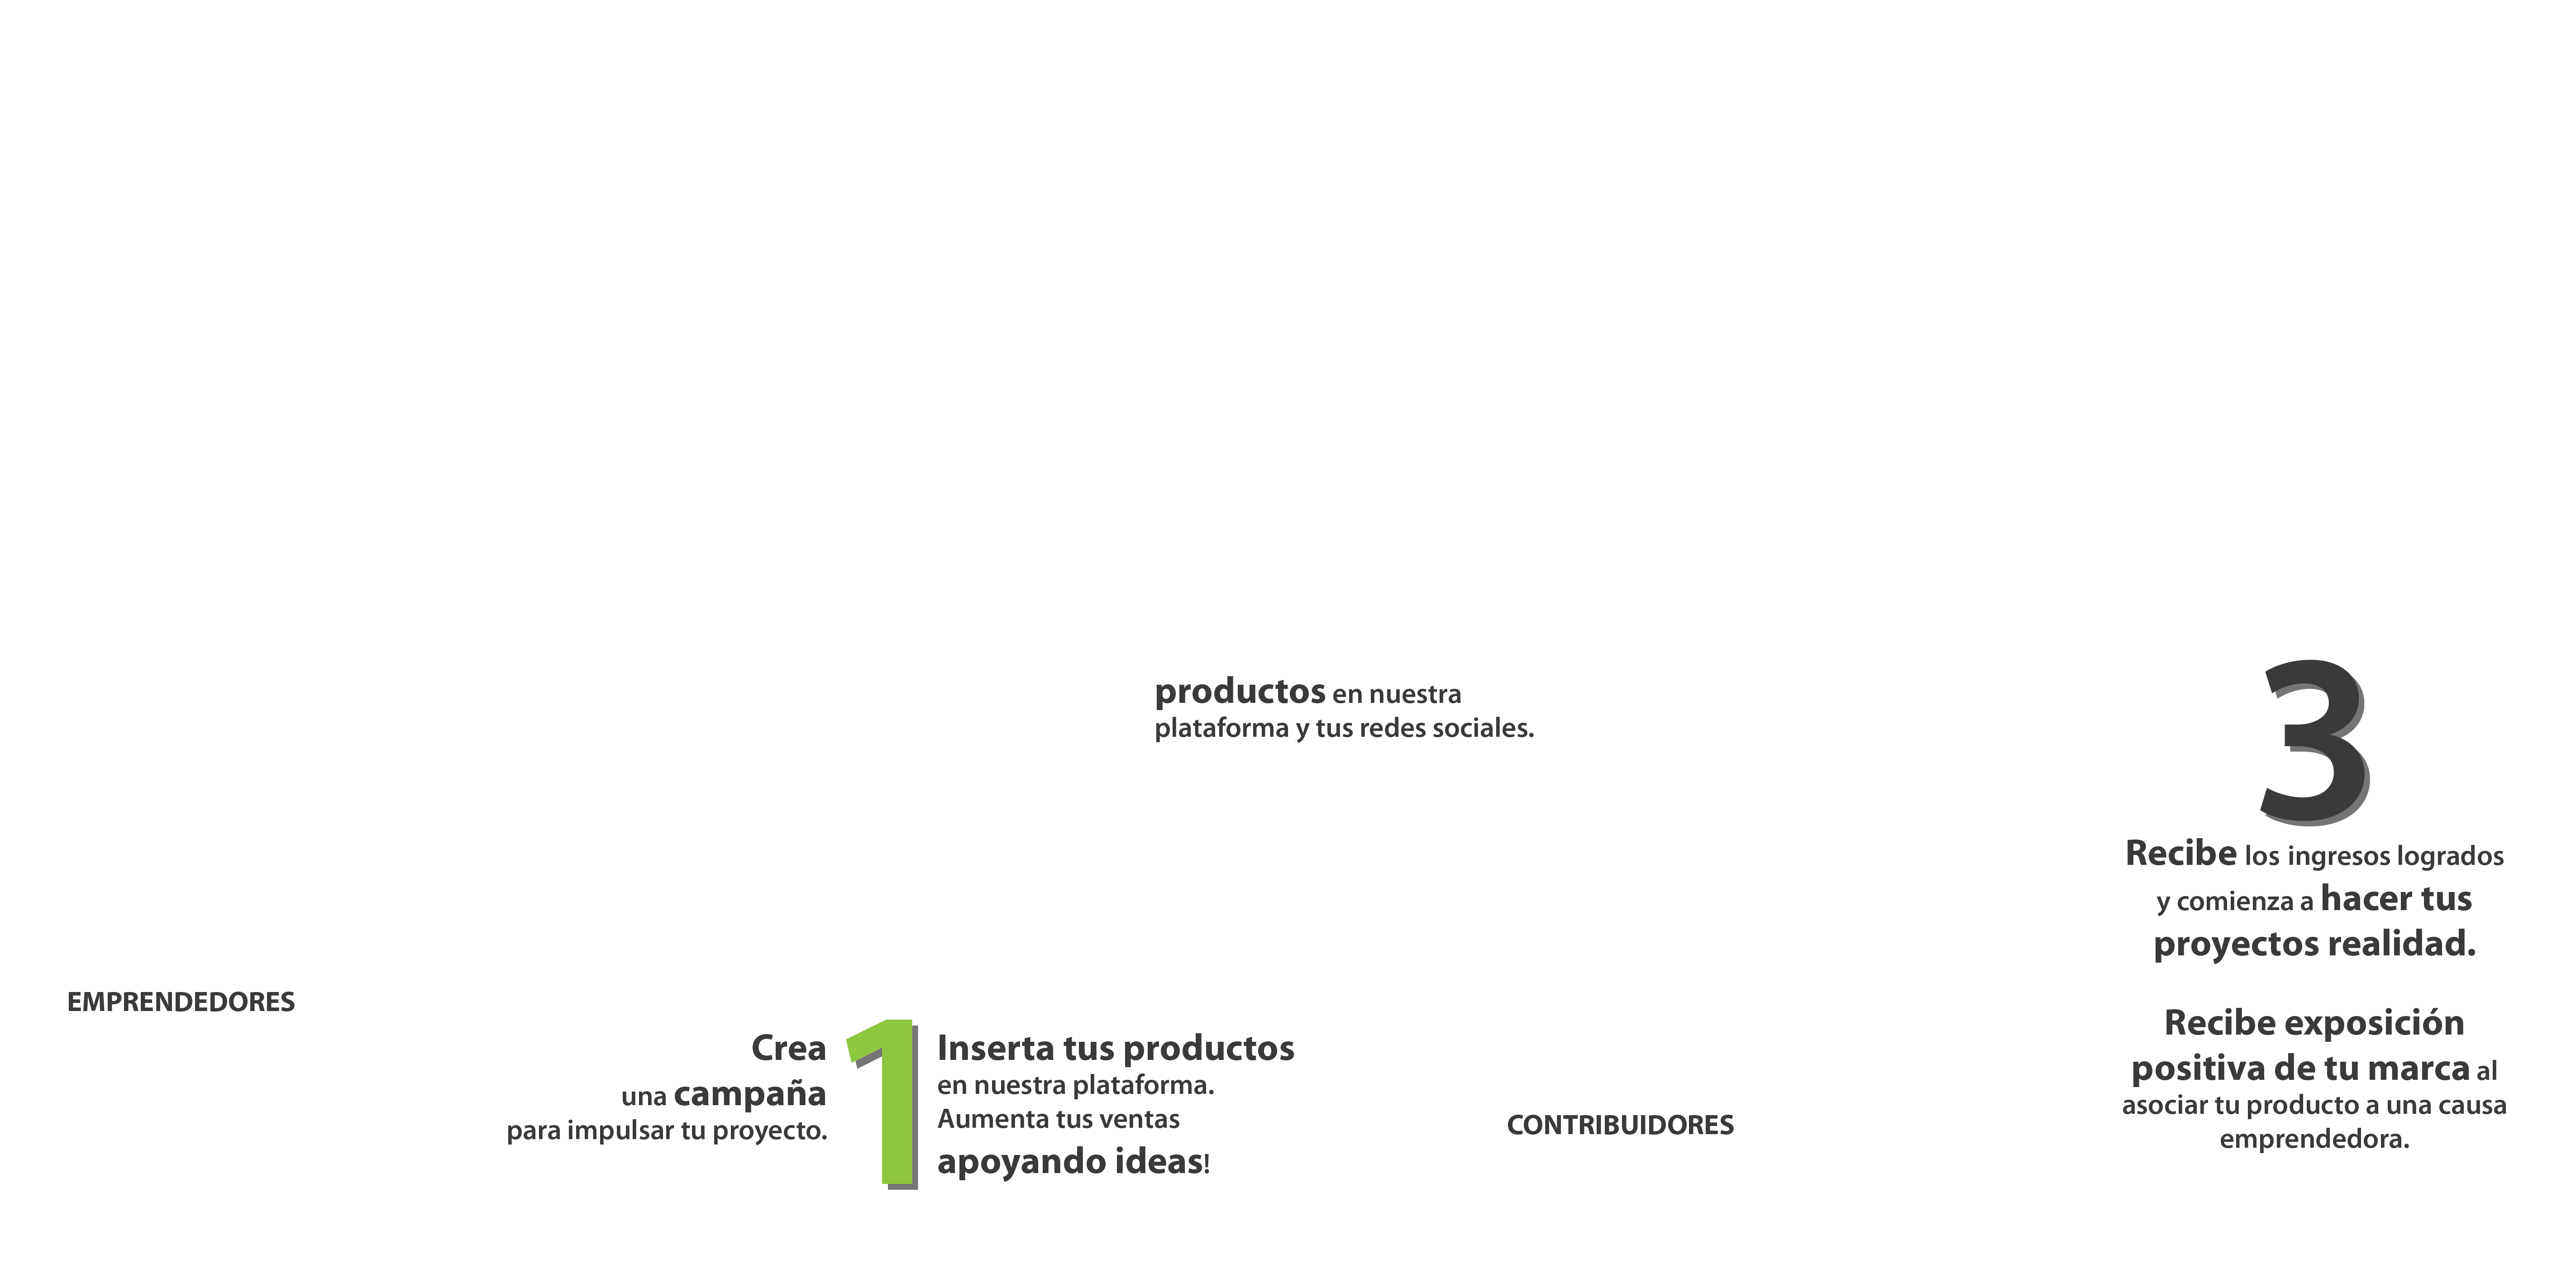 productos en nuestra
plataforma y tus redes sociales.
EMPRENDEDORES
Crea
una campaña
para impulsar tu proyecto.
1
Inserta tus productos
en nuestra plataforma.
Aumenta tus ventas
apoyando ideas!
CONTRIBUIDORES
3
Recibe los ingresos logrados
y comienza a hacer tus
proyectos realidad.
Recibe exposición
positiva de tu marca al
asociar tu producto a una causa
emprendedora.